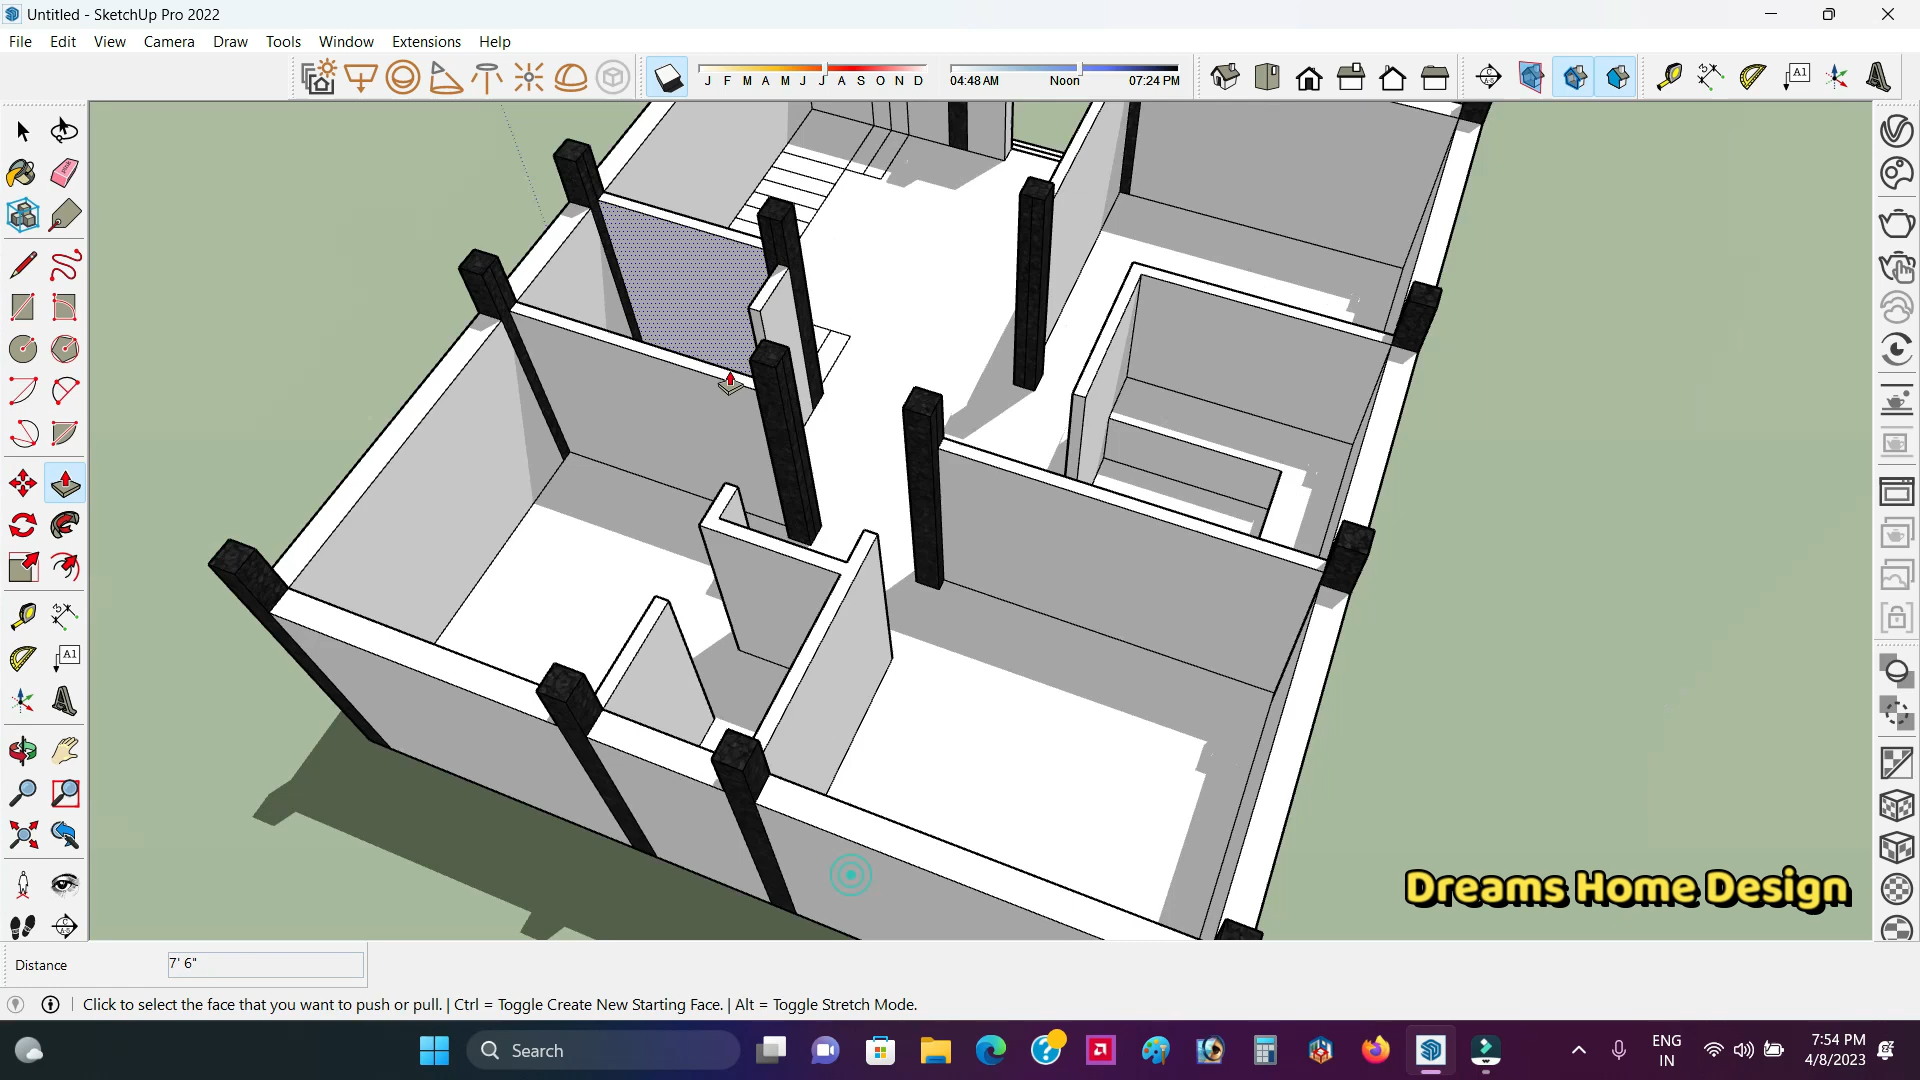 Untitled - SketchUp Pro 2022
File Edit View Camera Draw Tools Window Extensions Help
J F M A M J J A S O N D
04:48 AM Noon 07:24 PM
A1
A1
Dreams Home Design
Distance 7' 6"
Click to select the face that you want to push or pull. | Ctrl = Toggle Create New Starting Face. | Alt = Toggle Stretch Mode.
Search
ENG
IN
7:54 PM
4/8/2023